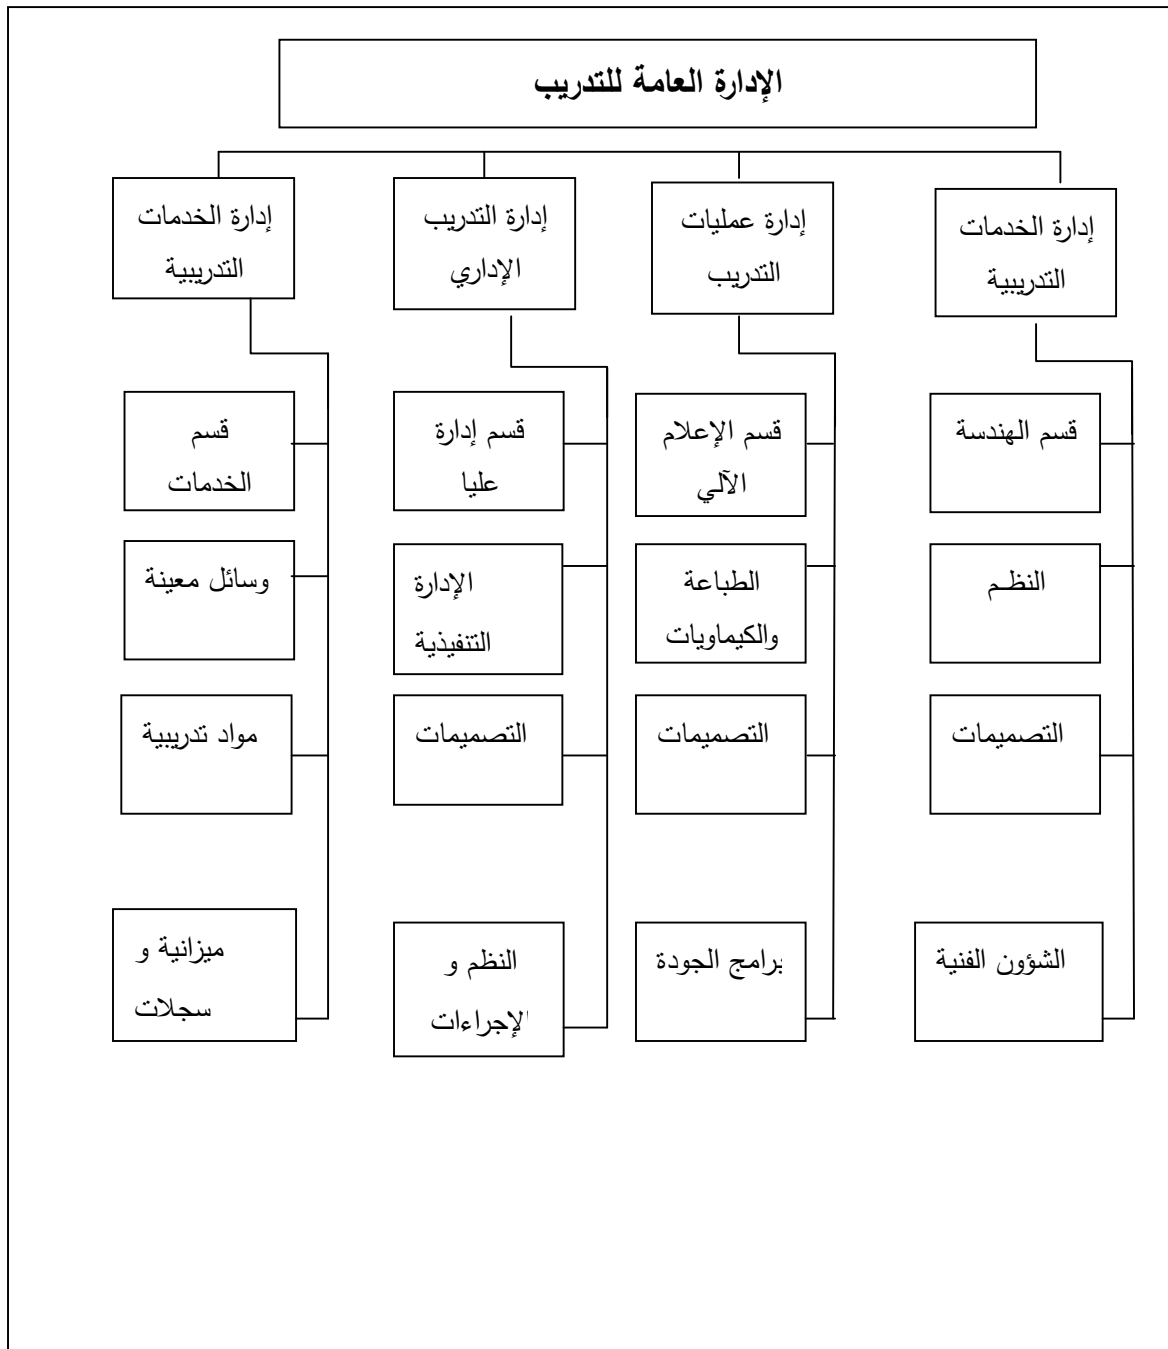 الإدارة العامة للتدريب
إدارة الخدمات
التدريبية
إدارة عمليات
التدريب
إدارة التدريب
الإداري
إدارة الخدمات
التدريبية
قسم الهندسة
قسم الإعلام
الآلي
قسم إدارة
عليا
قسم
الخدمات
النظـم
الطباعة
والكيماويات
الإدارة
التنفيذية
وسائل معينة
التصميمات
التصميمات
التصميمات
مواد تدريبية
الشؤون الفنية
برامج الجودة
النظم و
الإجراءات
ميزانية و
سجلات